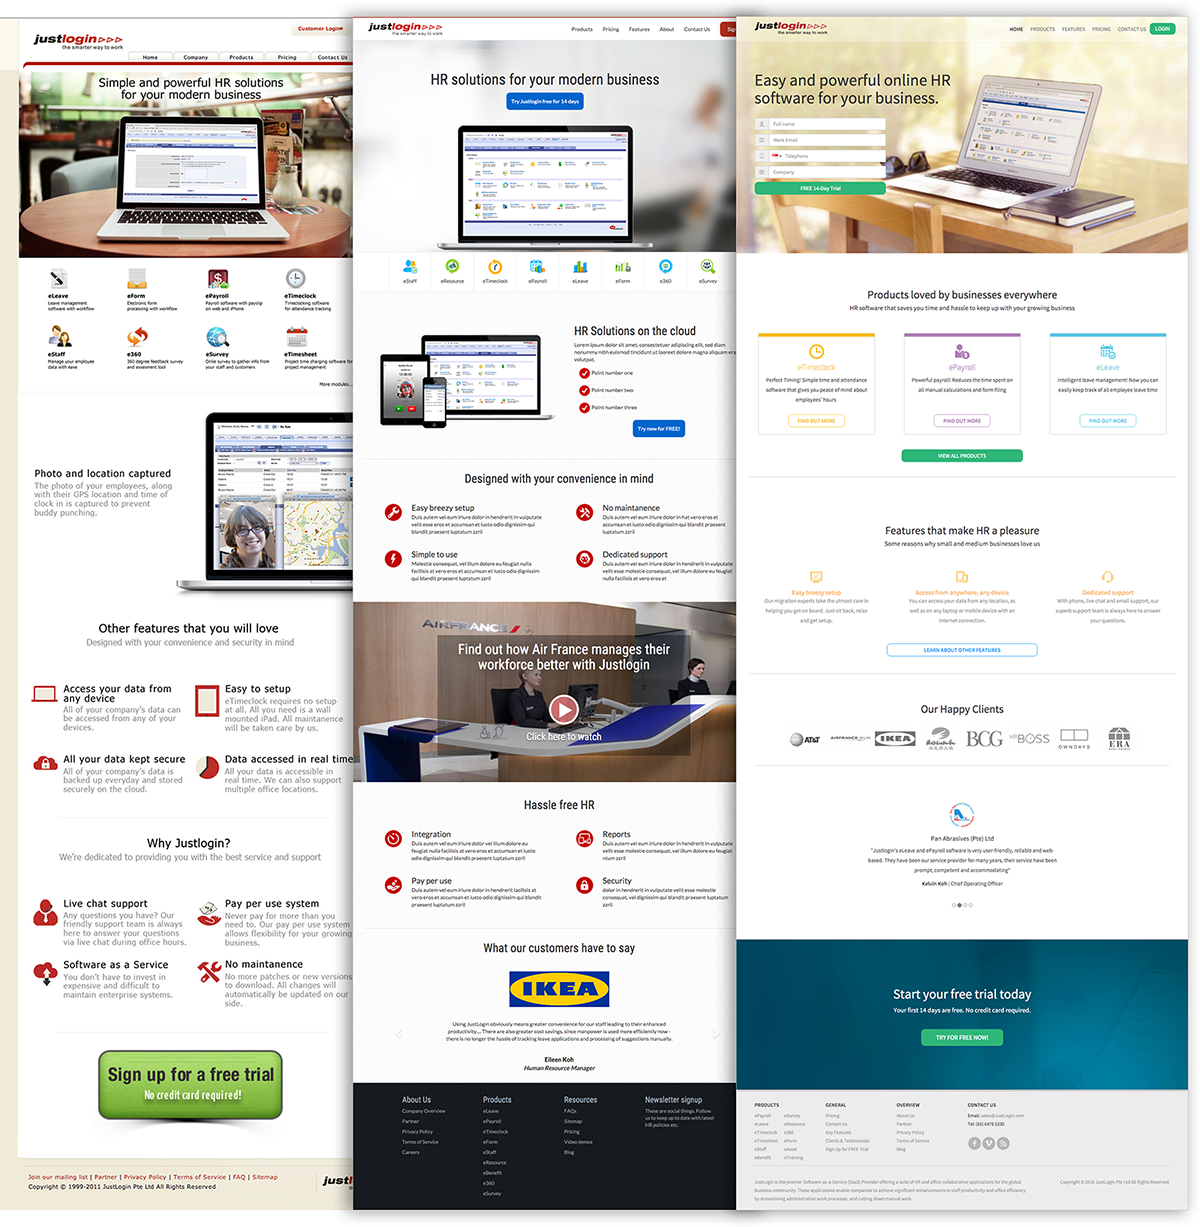 justlogin
the smarter way to work
Customer Login
Home
Company
Products
Pricing
Contact Us
Simple and powerful HR solutions
for your modern business
eLeave
Leave management
software with workflow
eForm
Electronic form
processing with workflow
ePayroll
Payroll software with payslip
on web and iPhone
eTimeclock
Timeclocking software
for attendance tracking
eStaff
Manage your employee
data with ease
e360
360 degree feedback survey
and assesment tool
eSurvey
Online survey to gather info from
your staff and customers
eTimesheet
Project time charging software for
project management
More modules...
Photo and location captured
The photo of your employees, along
with their GPS location and time of
clock in is captured to prevent
buddy punching.
Other features that you will love
Designed with your convenience and security in mind
Access your data from
any device
All of your company's data can
be accessed from any of your
devices.
Easy to setup
eTimeclock requires no setup
at all. All you need is a wall
mounted iPad. All maintanence
will be taken care by us.
All your data kept secure
All of your company's data is
backed up everyday and stored
securely on the cloud.
Data accessed in real time
All your data is accessible in
real time. We can also support
multiple office locations.
Why Justlogin?
We're dedicated to providing you with the best service and support
Live chat support
Any questions you have? Our
friendly support team is always
here to answer your questions
via live chat during office hours.
Pay per use system
Never pay for more than you
need to. Our pay per use system
allows flexibility for your growing
business.
Software as a Service
You don't have to invest in
expensive and difficult to
maintain enterprise systems.
No maintanence
No more patches or new versions
to download. All changes will
automatically be updated on our
side.
Sign up for a free trial
No credit card required!
Join our mailing list | Partner | Privacy Policy | Terms of Service | FAQ | Sitemap
Copyright © 1999-2011 JustLogin Pte Ltd All Rights Reserved
justl
justlogin
the smarter way to work
Products
Pricing
Features
About
Contact Us
HR solutions for your modern business
Try Justlogin free for 14 days
eStaff
eResource
eTimeclock
ePayroll
eLeave
eForm
e360
eSurvey
HR Solutions on the cloud
Lorem ipsum dolor sit amet, consectetuer adipiscing elit, sed diam
nonummy nibh euismod tincidunt ut laoreet dolore magna aliquam era
volutpat.
Point number one
Point number two
Point number three
Try now for FREE!
Designed with your convenience in mind
Easy breezy setup
Duis autem vel eum iriure dolor in hendrerit in vulputate
velit esse eros et accumsan et iusto odio dignissim qui
blandit praesent luptatum zzril
No maintanence
Duis autem vel eum iriure dolor in hat vero eros et
accumsan et iusto odio dignissim qui blandit praesent
luptatum zzril
Simple to use
Molestie consequat, vel illum dolore eu feugiat nulla
facilisis at vero eros et accumsan et iusto odio dignissim
qui blandit praesent luptatum zzril
Dedicated support
Duis autem vel eum iriure dolor in hendrerit in vulputate
velit esse molestie consequat, vel illum dolore eu feugiat
nulla facilisis at vero eros et
AIRFRANCE
Find out how Air France manages their
workforce better with Justlogin
Click here to watch
Hassle free HR
Integration
Duis autem vel eum iriure dolor vel illum dolore eu
feugiat nulla facilisis at vero eros et accumsan et iusto
odio dignissim qui blandit praesent luptatum zzril
Reports
Duis autem vel eum iriure dolor in hendrerit in vulputate
velit esse molestie consequat, vel illum dolore eu feugiat
ntum zzril
Pay per use
Duis autem vel eum iriure dolor in hendrerit lacilisis at
vero eros et accumsan et iusto odio dignissim qui blandit
praesent luptatum zzril
Security
dolor in hendrerit in vulputate velit esse molestie
consequat, vel dignissim qui blandit praesent luptatum
zzril
What our customers have to say
IKEA
Using JustLogin obviously means greater convenience for our staff leading to their enhanced
productivity.... There are also greater cost savings, since manpower is used more efficiently now -
there is no longer the hassle of tracking leave applications and processing of suggestions manually.
Eileen Koh
Human Resource Manager
About Us
Company Overview
Partner
Privacy Policy
Terms of Service
Careers
Products
eLeave
ePayroll
eTimeclock
eForm
eStaff
eResource
eBenefit
e360
eSurvey
Resources
FAQs
Sitemap
Pricing
Video demos
Blog
Newsletter signup
These are social things. Follow
us to keep up to date with latest
HR policies etc.
justlogin
the smarter way to work
HOME
PRODUCTS
FEATURES
PRICING
CONTACT US
LOGIN
Easy and powerful online HR
software for your business.
Full name
Work Email
Telephone
Company
FREE 14-Day Trial
Products loved by businesses everywhere
HR software that saves you time and hassle to keep up with your growing business
eTimeclock
Perfect Timing! Simple time and attendance
software that gives you peace of mind about
employees' hours
FIND OUT MORE
ePayroll
Powerful payroll: Reduces the time spent on
all manual calculations and form filing
FIND OUT MORE
eLeave
Intelligent leave management! Now you can
easily keep track of all employee leave time
FIND OUT MORE
VIEW ALL PRODUCTS
Features that make HR a pleasure
Some reasons why small and medium businesses love us
Easy breezy setup
Our migration experts take the utmost care in
helping you get on board. Just sit back, relax
and get setup.
Access from anywhere, any device
You can access your data from any location, as
well as on any laptop or mobile device with an
internet connection.
Dedicated support
With phone, live chat and email support, our
superb support team is always here to answer
your questions.
LEARN ABOUT OTHER FEATURES
Our Happy Clients
AT&T
AIRFRANCE KLM
IKEA
BCG
HRBOSS
OWNDAYS
ERA
Pan Abrasives (Pte) Ltd
"Justlogin's eLeave and ePayroll software is very user-friendly, reliable and web-
based. They have been our service provider for many years, their service have been
prompt, competent and accommodating"
Kelvin Koh | Chief Operating Officer
Start your free trial today
Your first 14 days are free. No credit card required.
TRY FOR FREE NOW!
PRODUCTS
ePayroll
eLeave
eTimeclock
eTimesheet
eStaff
eBenefit
eSurvey
eResource
e360
eForm
eAsset
eTraining
GENERAL
Pricing
Contact Us
Key Features
Clients & Testimonials
Sign Up for FREE Trial
OVERVIEW
About Us
Partner
Privacy Policy
Terms of Service
Blog
CONTACT US
Email: sales@JustLogin.com
Tel: (65) 6476 5330
JustLogin is the premier Software-as-a-Service (SaaS) Provider offering a suite of HR and office collaborative applications for the global
business community. These applications enable companies to achieve significant enhancements in staff productivity and office efficiency
by streamlining administration work processes, and cutting down manual work.
Copyright © 2016 JustLogin Pte Ltd All Rights Reserved.